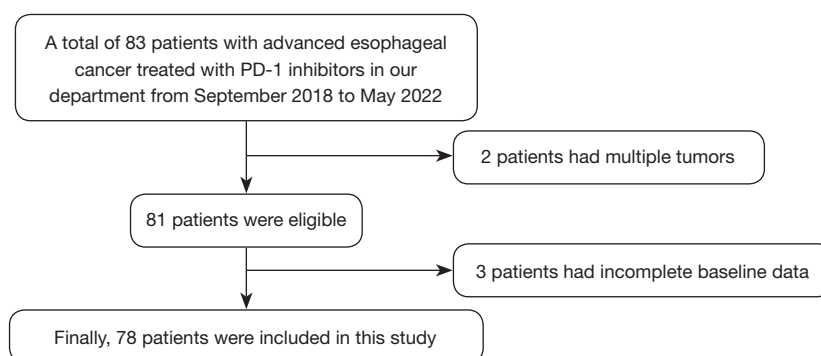 A total of 83 patients with advanced esophageal
cancer treated with PD-1 inhibitors in our
department from September 2018 to May 2022
2 patients had multiple tumors
81 patients were eligible
3 patients had incomplete baseline data
Finally, 78 patients were included in this study